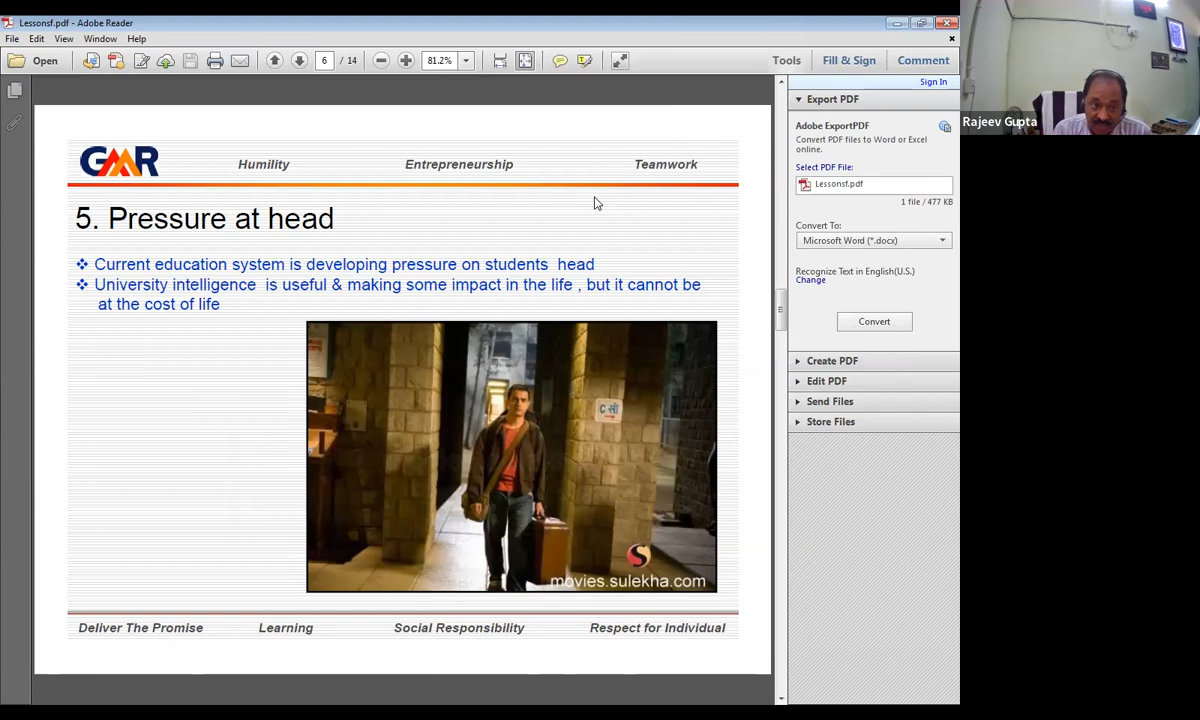 Lessonsf.pdf - Adobe Reader
File Edit View Window Help
Open 6 / 14 81.2% Tools Fill & Sign Comment
Sign In
Export PDF
Adobe ExportPDF
Convert PDF files to Word or Excel
online.
Select PDF File:
Lessonsf.pdf
1 file / 477 KB
Convert To:
Microsoft Word (*.docx)
Recognize Text in English(U.S.)
Change
Convert
Create PDF
Edit PDF
Send Files
Store Files
Rajeev Gupta
GMR Humility Entrepreneurship Teamwork
5. Pressure at head
❖ Current education system is developing pressure on students head
❖ University intelligence is useful & making some impact in the life , but it cannot be
at the cost of life
C सी
movies.sulekha.com
Deliver The Promise Learning Social Responsibility Respect for Individual